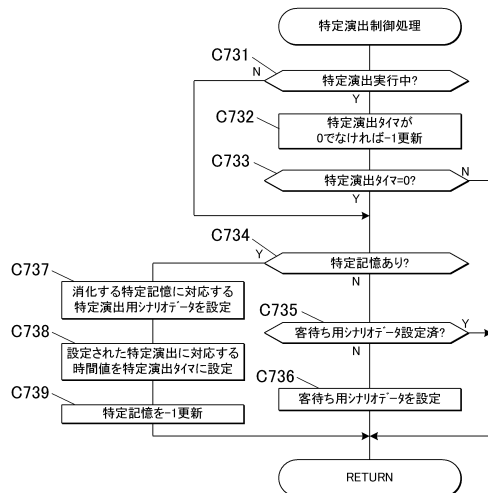 特定演出制御処理
C731
N
特定演出実行中?
Y
C732
特定演出タイマが
0でなければ-1更新
C733
特定演出タイマ=0?
N
Y
C734
Y
特定記憶あり?
N
C737
消化する特定記憶に対応する
特定演出用シナリオデータを設定
C735
客待ち用シナリオデータ設定済?
Y
N
C738
設定された特定演出に対応する
時間値を特定演出タイマに設定
C736
客待ち用シナリオデータを設定
C739
特定記憶を-1更新
RETURN